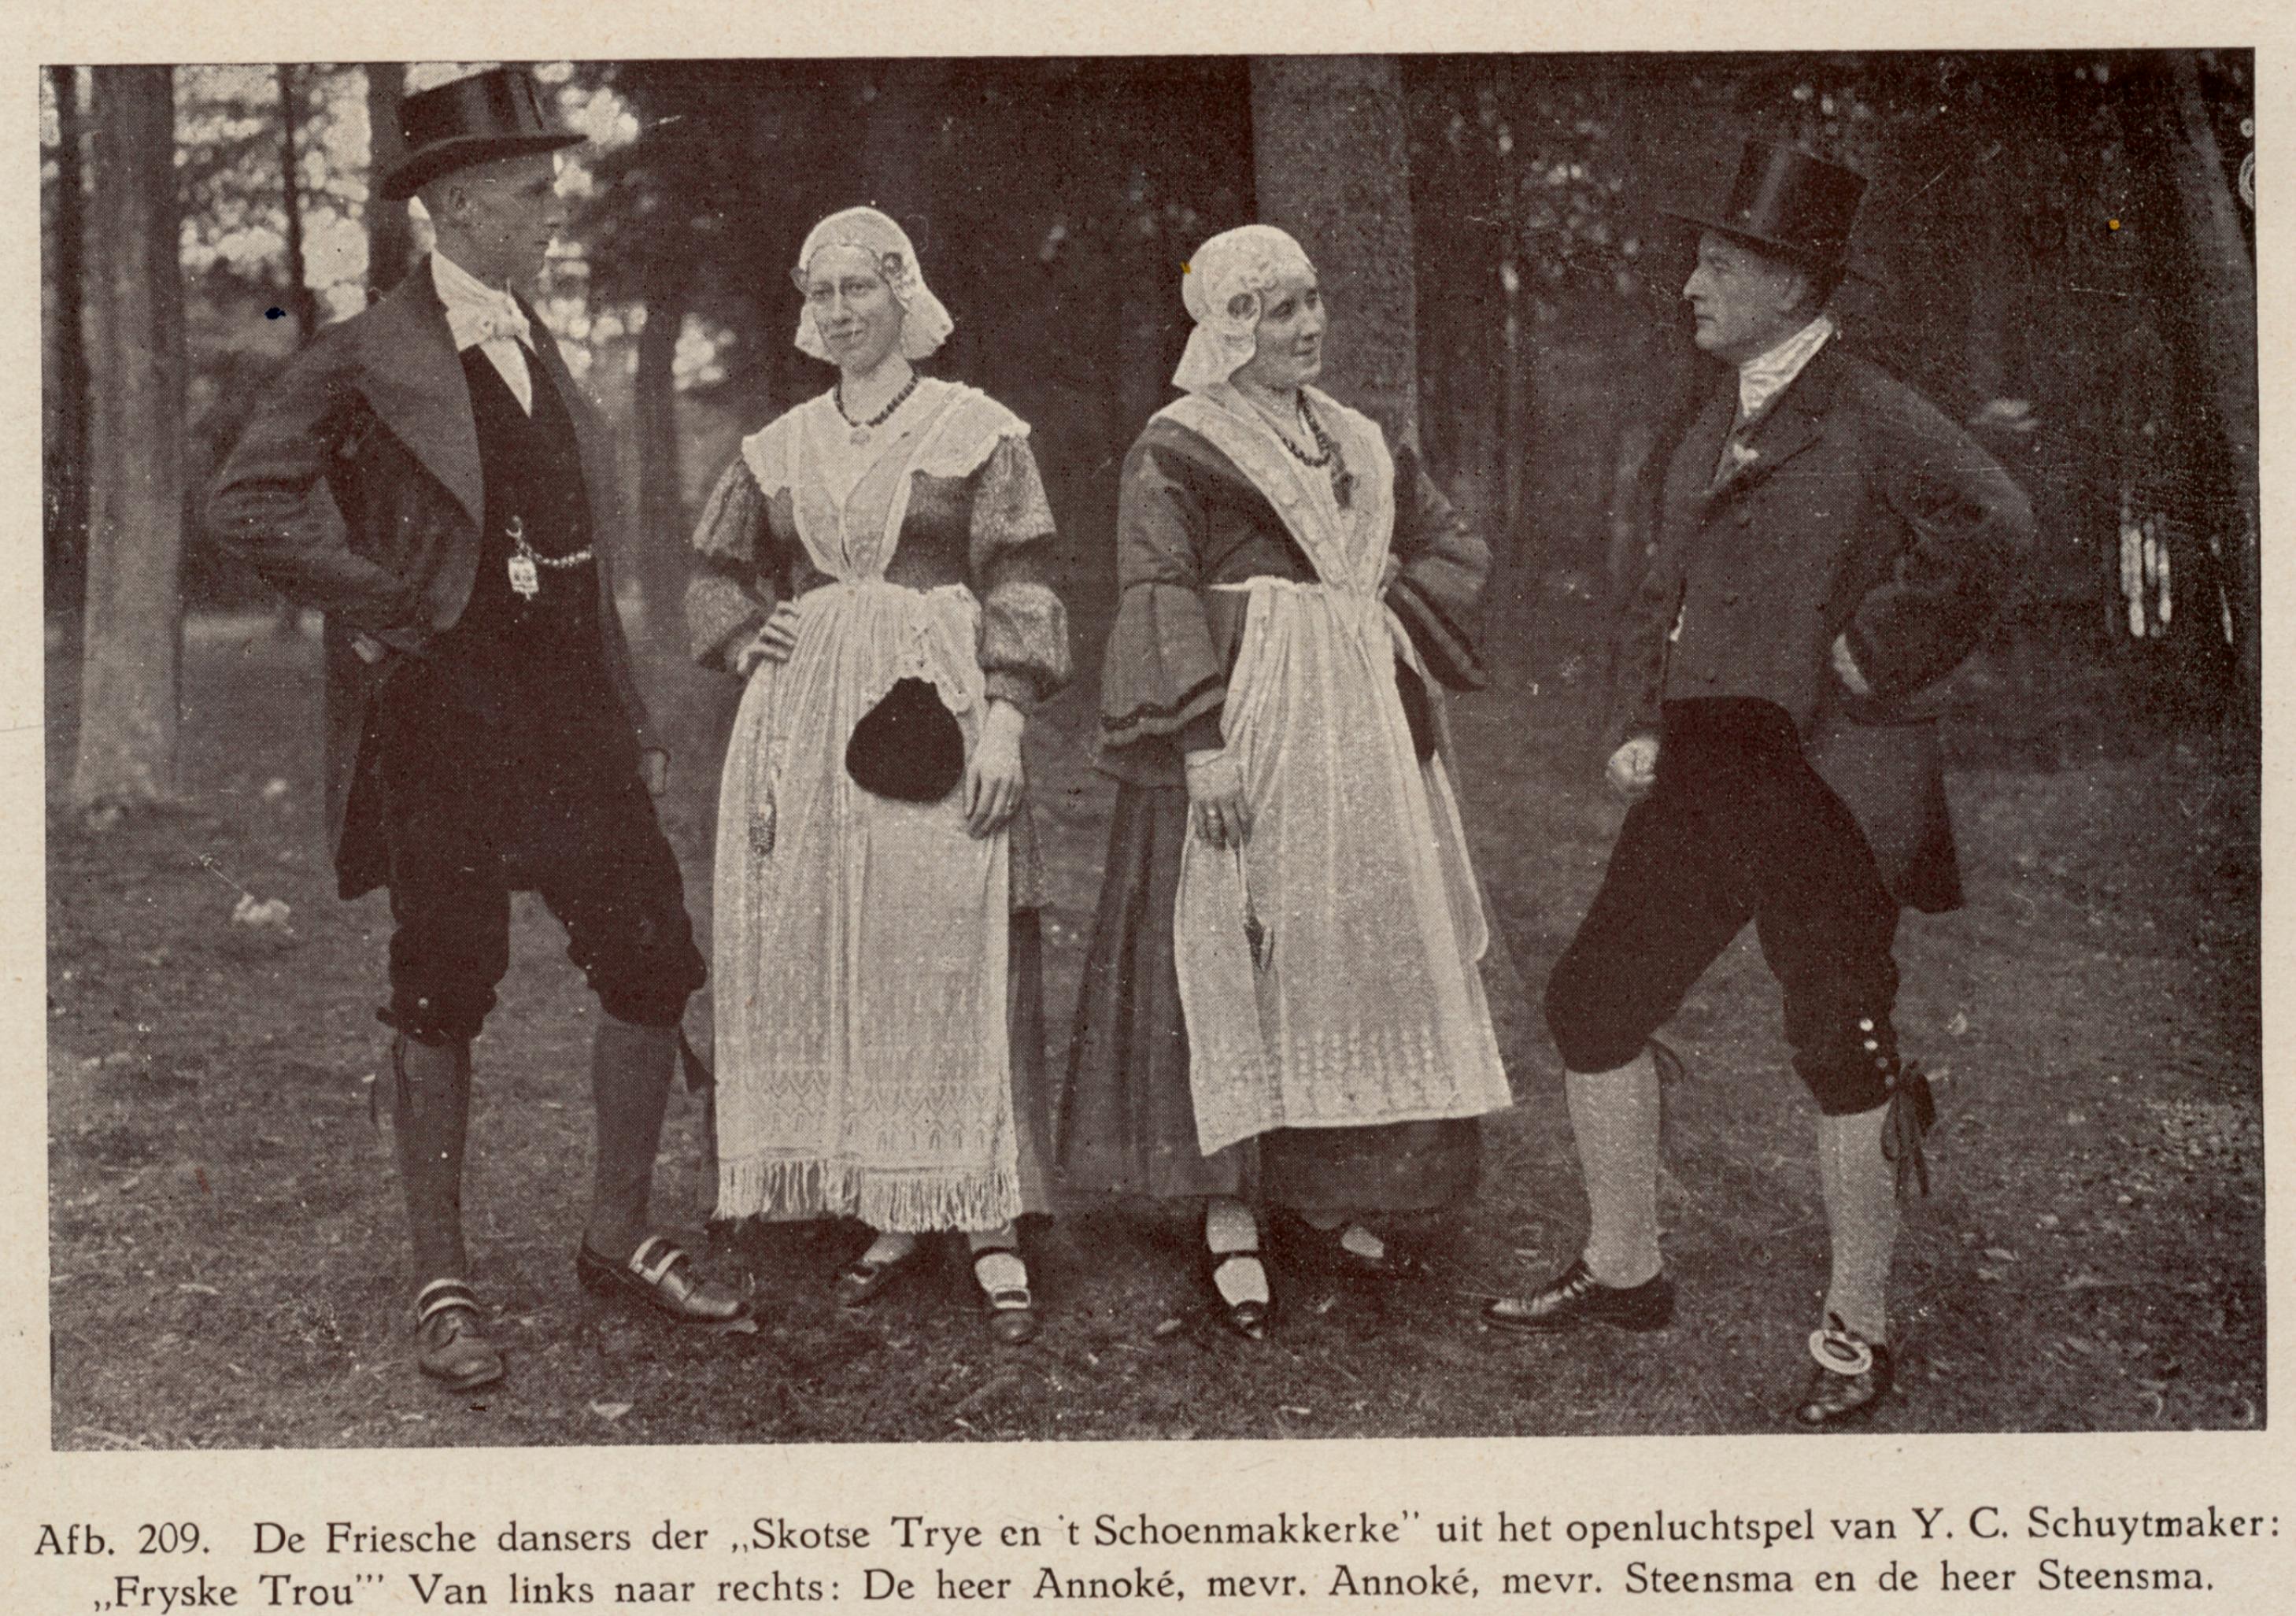 Afb. 209. De Friesche dansers der „Skotse Trye en 't Schoenmakkerke” uit het openluchtspel van Y. C. Schuytmaker:
„Fryske Trou”' Van links naar rechts: De heer Annoké, mevr. Annoké, mevr. Steensma en de heer Steensma.